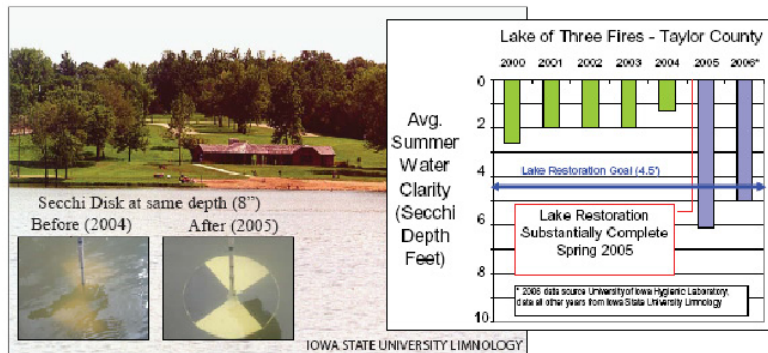 Lake of Three Fires - Taylor County
2000 2001 2002 2003 2004 2005 2006*
0
2
4
6
8
10
Avg.
Summer
Water
Clarity
(Secchi
Depth
Feet)
Lake Restoration Goal (4.5')
Lake Restoration
Substantially Complete
Spring 2005
* 2006 data source University of Iowa Hygienic Laboratory,
data all other years from Iowa State University Limnology
Secchi Disk at same depth (8")
Before (2004) After (2005)
IOWA STATE UNIVERSITY LIMNOLOGY